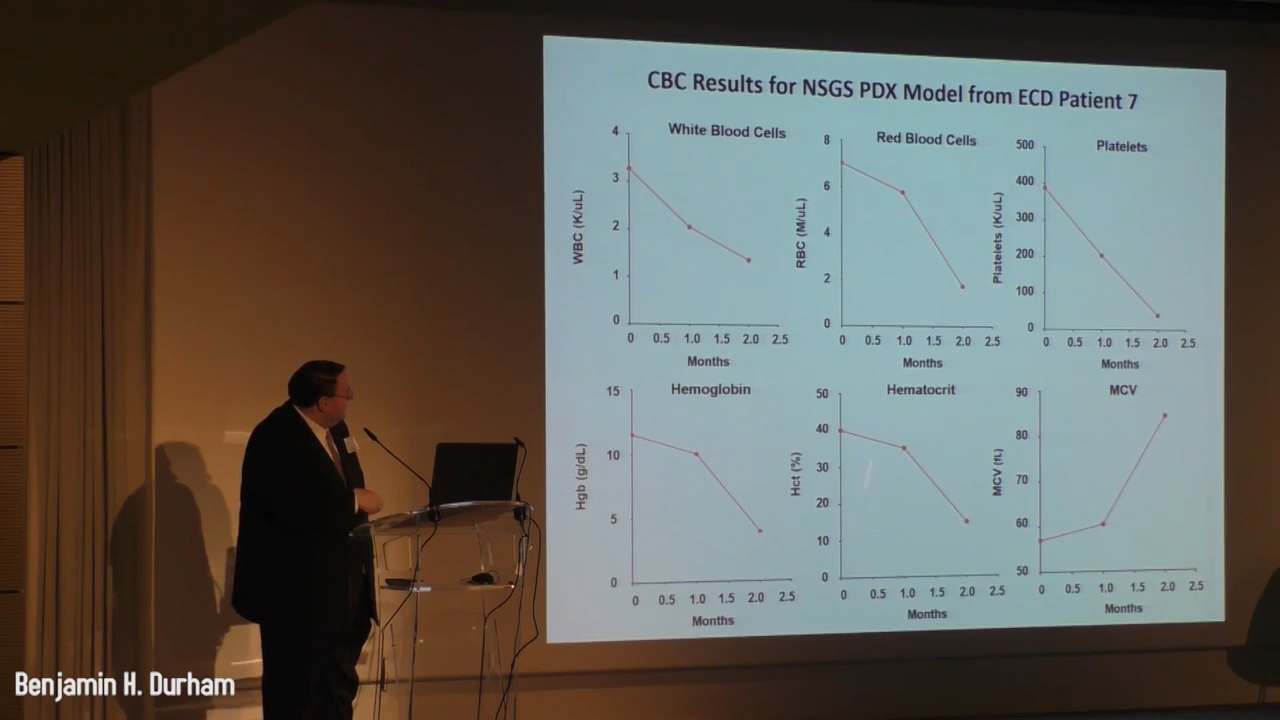 CBC Results for NSGS PDX Model from ECD Patient 7
White Blood Cells
WBC (K/uL)
4
3
2
1
0
0 0.5 1.0 1.5 2.0 2.5
Months
Red Blood Cells
RBC (M/uL)
8
6
4
2
0
0 0.5 1.0 1.5 2.0 2.5
Months
Platelets
Platelets (K/uL)
500
400
300
200
100
0
0 0.5 1.0 1.5 2.0 2.5
Months
Hemoglobin
Hgb (g/dL)
15
10
5
0
0 0.5 1.0 1.5 2.0 2.5
Months
Hematocrit
Hct (%)
50
40
30
20
10
0
0 0.5 1.0 1.5 2.0 2.5
Months
MCV
MCV (fL)
90
80
70
60
50
0 0.5 1.0 1.5 2.0 2.5
Months
Benjamin H. Durham